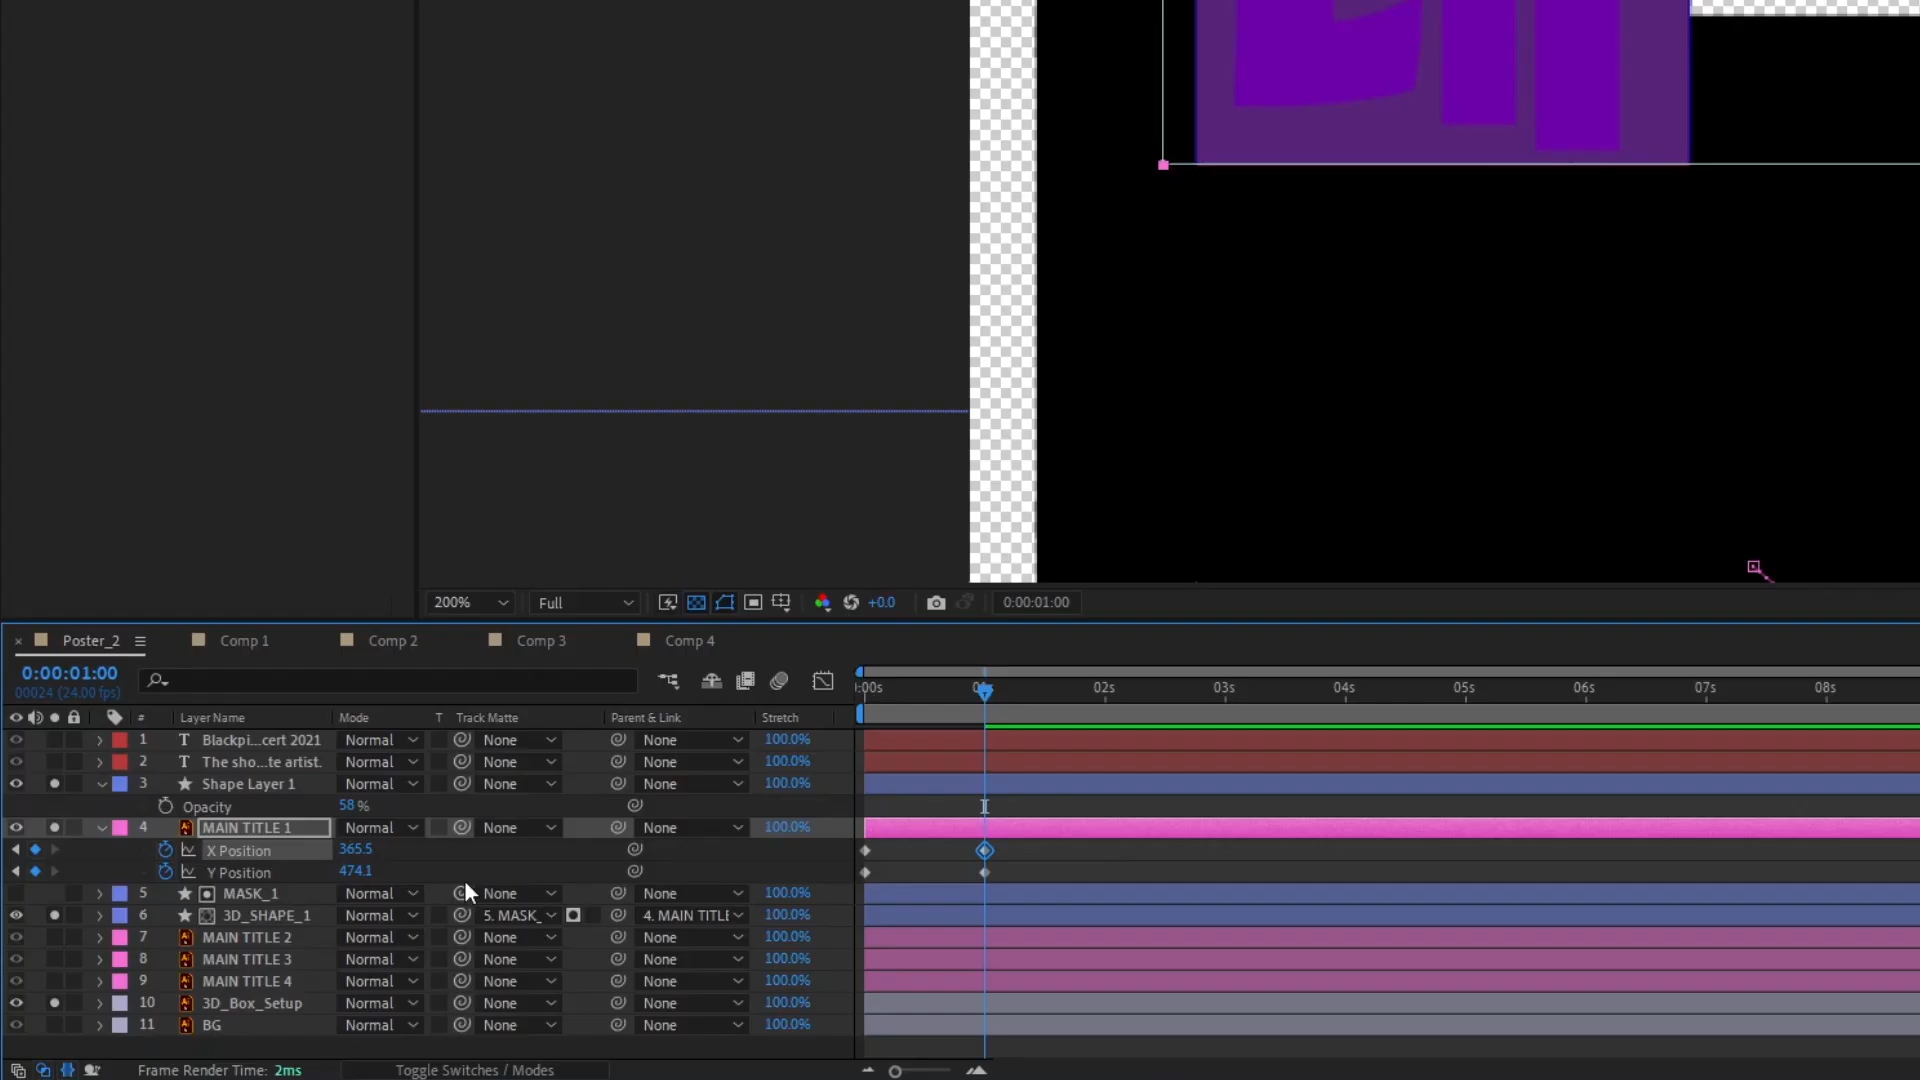 200% Full +0.0 0:00:01:00
Poster_2 Comp 1 Comp 2 Comp 3 Comp 4
0:00:01:00
00024 (24.00 fps)
:00s 02s 03s 04s 05s 06s 07s 08s
# Layer Name Mode T Track Matte Parent & Link Stretch
1 T Blackpi...cert 2021 Normal None None 100.0%
2 T The sho...te artist. Normal None None 100.0%
3 Shape Layer 1 Normal None None 100.0%
Opacity 58 %
4 Ai MAIN TITLE 1 Normal None None 100.0%
X Position 365.5
Y Position 474.1
5 MASK_1 Normal None None 100.0%
6 3D_SHAPE_1 Normal 5. MASK_ 4. MAIN TITLE 100.0%
7 Ai MAIN TITLE 2 Normal None None 100.0%
8 Ai MAIN TITLE 3 Normal None None 100.0%
9 Ai MAIN TITLE 4 Normal None None 100.0%
10 Ai 3D_Box_Setup Normal None None 100.0%
11 Ai BG Normal None None 100.0%
Frame Render Time: 2ms Toggle Switches / Modes